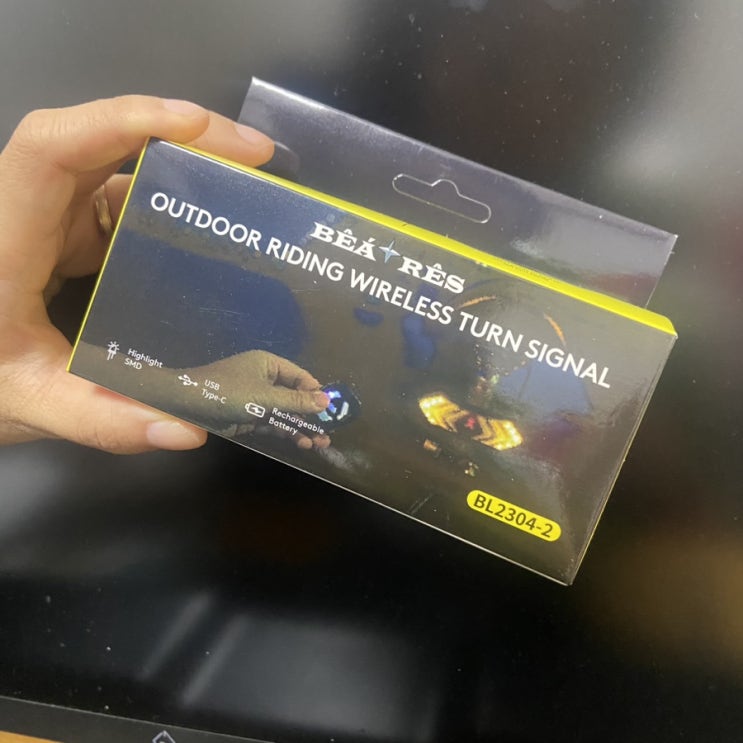 BÊÁ RÊS
OUTDOOR RIDING WIRELESS TURN SIGNAL
Highlight
SMD
USB
Type-C
Rechargeable
Battery
BL2304-2